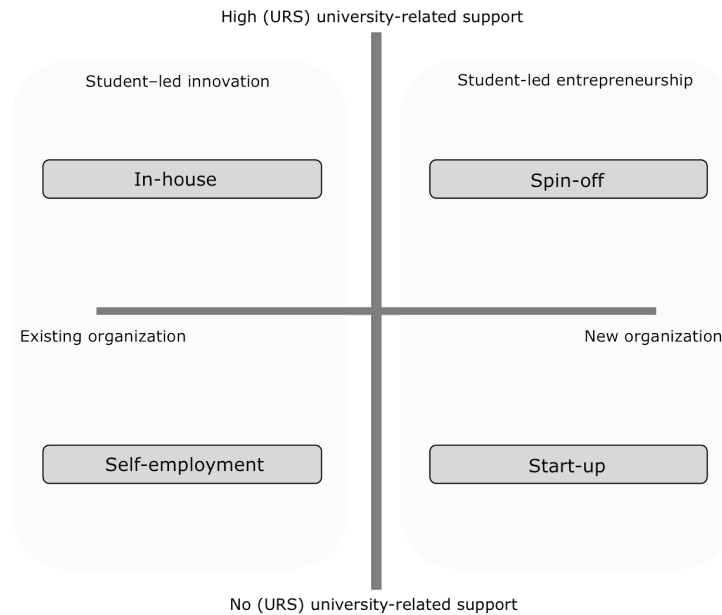 High (URS) university-related support
Student–led innovation
Student-led entrepreneurship
In-house
Spin-off
Existing organization
New organization
Self-employment
Start-up
No (URS) university-related support